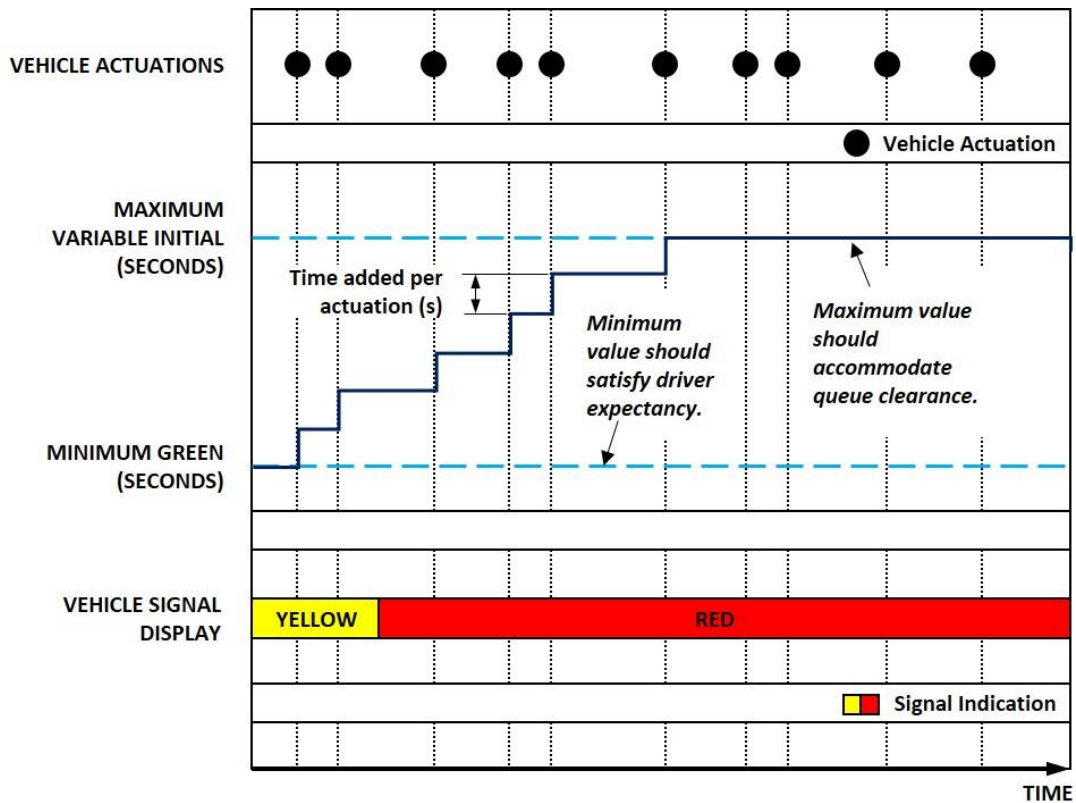 VEHICLE ACTUATIONS
Vehicle Actuation
MAXIMUM
VARIABLE INITIAL
(SECONDS)
Time added per
actuation (s)
Minimum
value should
satisfy driver
expectancy.
Maximum value
should
accommodate
queue clearance.
MINIMUM GREEN
(SECONDS)
VEHICLE SIGNAL
DISPLAY
YELLOW
RED
Signal Indication
TIME